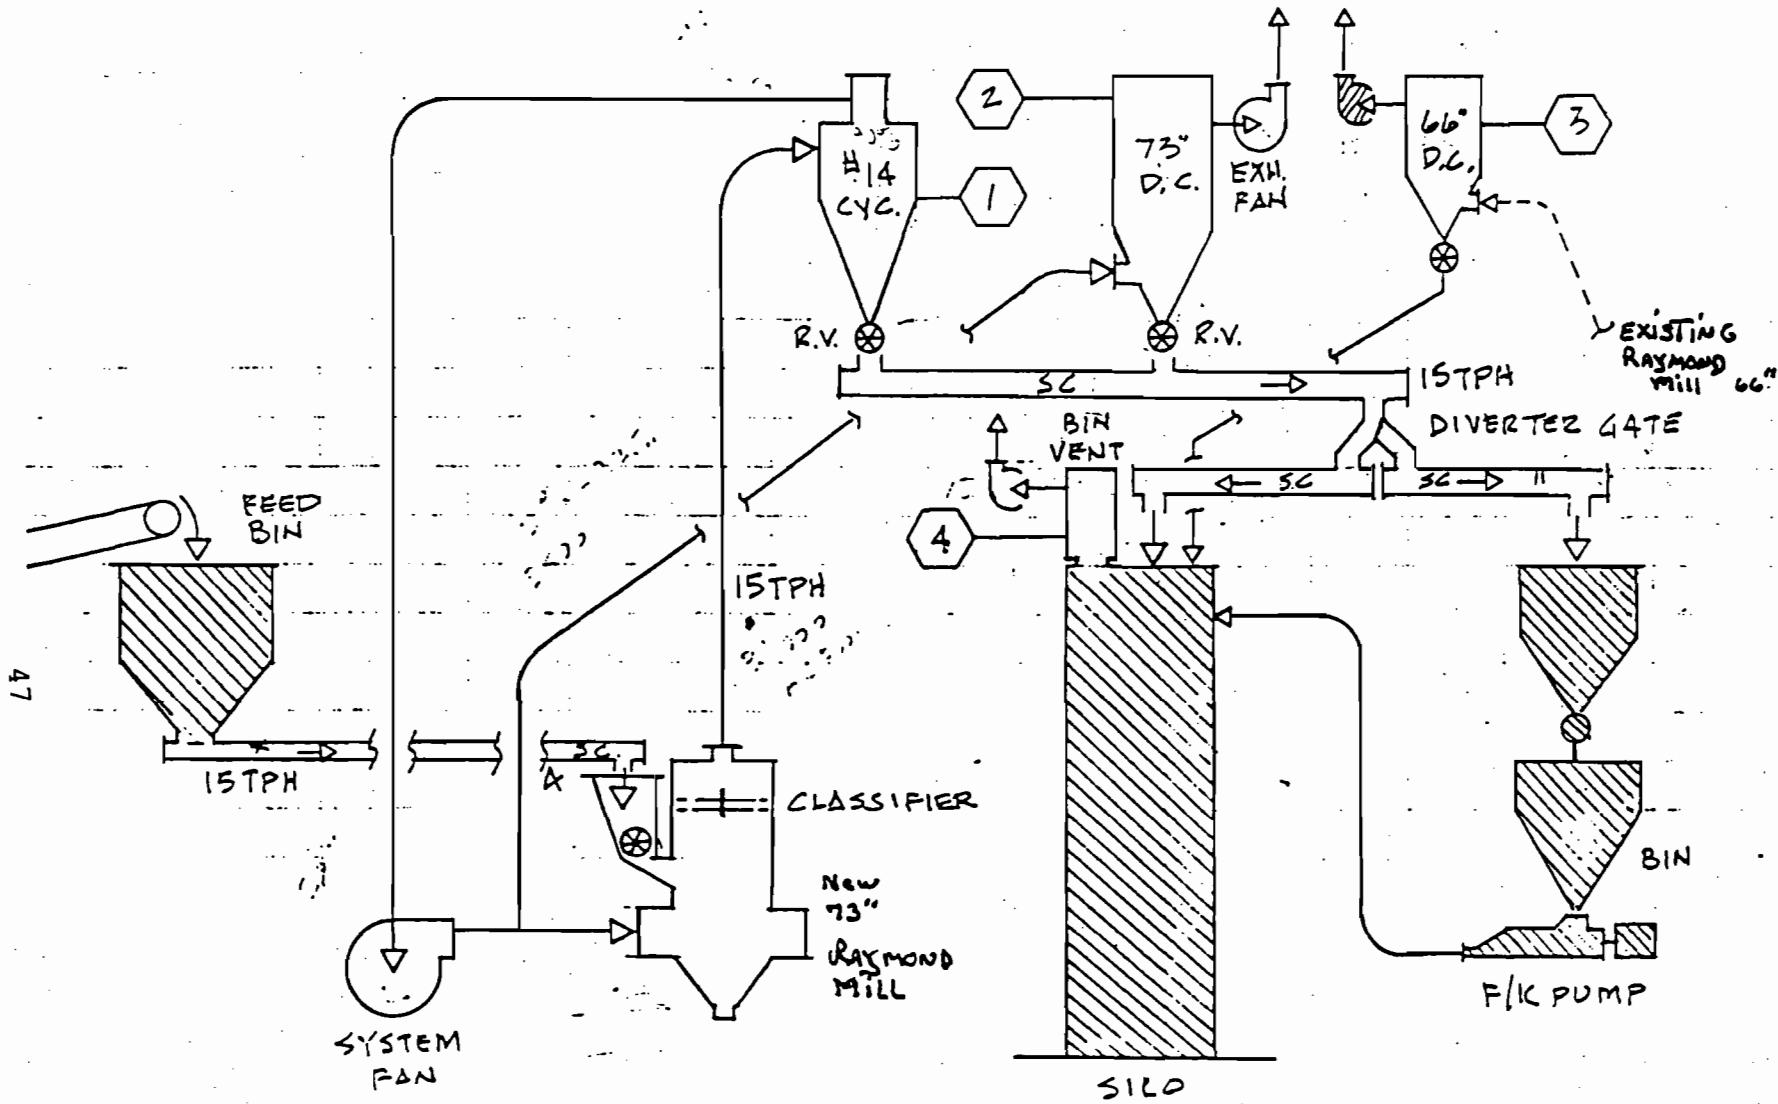 2
3
66"
D.C.
73"
D.C.
#14
CYC.
EXH.
FAN
1
R.V.
R.V.
EXISTING
RAYMOND
Mill 66"
SC
15TPH
DIVERTER GATE
BIN
VENT
SC
SC
11
FEED
BIN
4
15TPH
47
SC
15TPH
CLASSIFIER
New
73"
RAYMOND
MiLL
BIN
F/K PUMP
SYSTEM
FAN
SILO